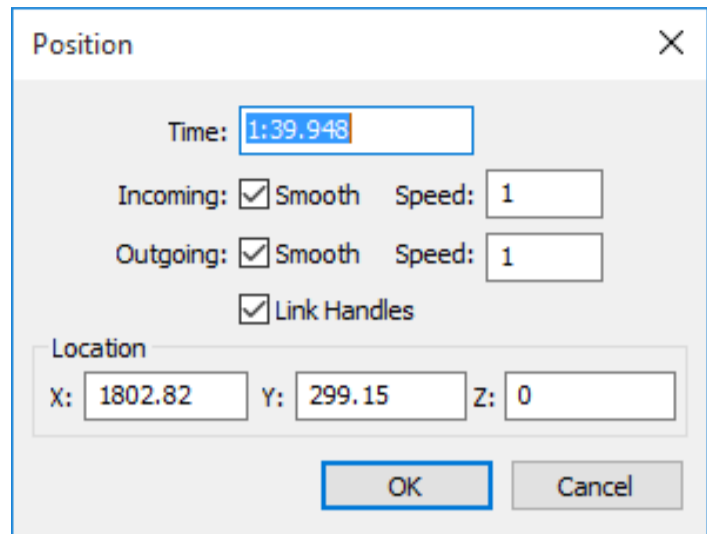 Position
Time: 1:39.948
Incoming: Smooth Speed: 1
Outgoing: Smooth Speed: 1
Link Handles
Location
X: 1802.82 Y: 299.15 Z: 0
OK Cancel